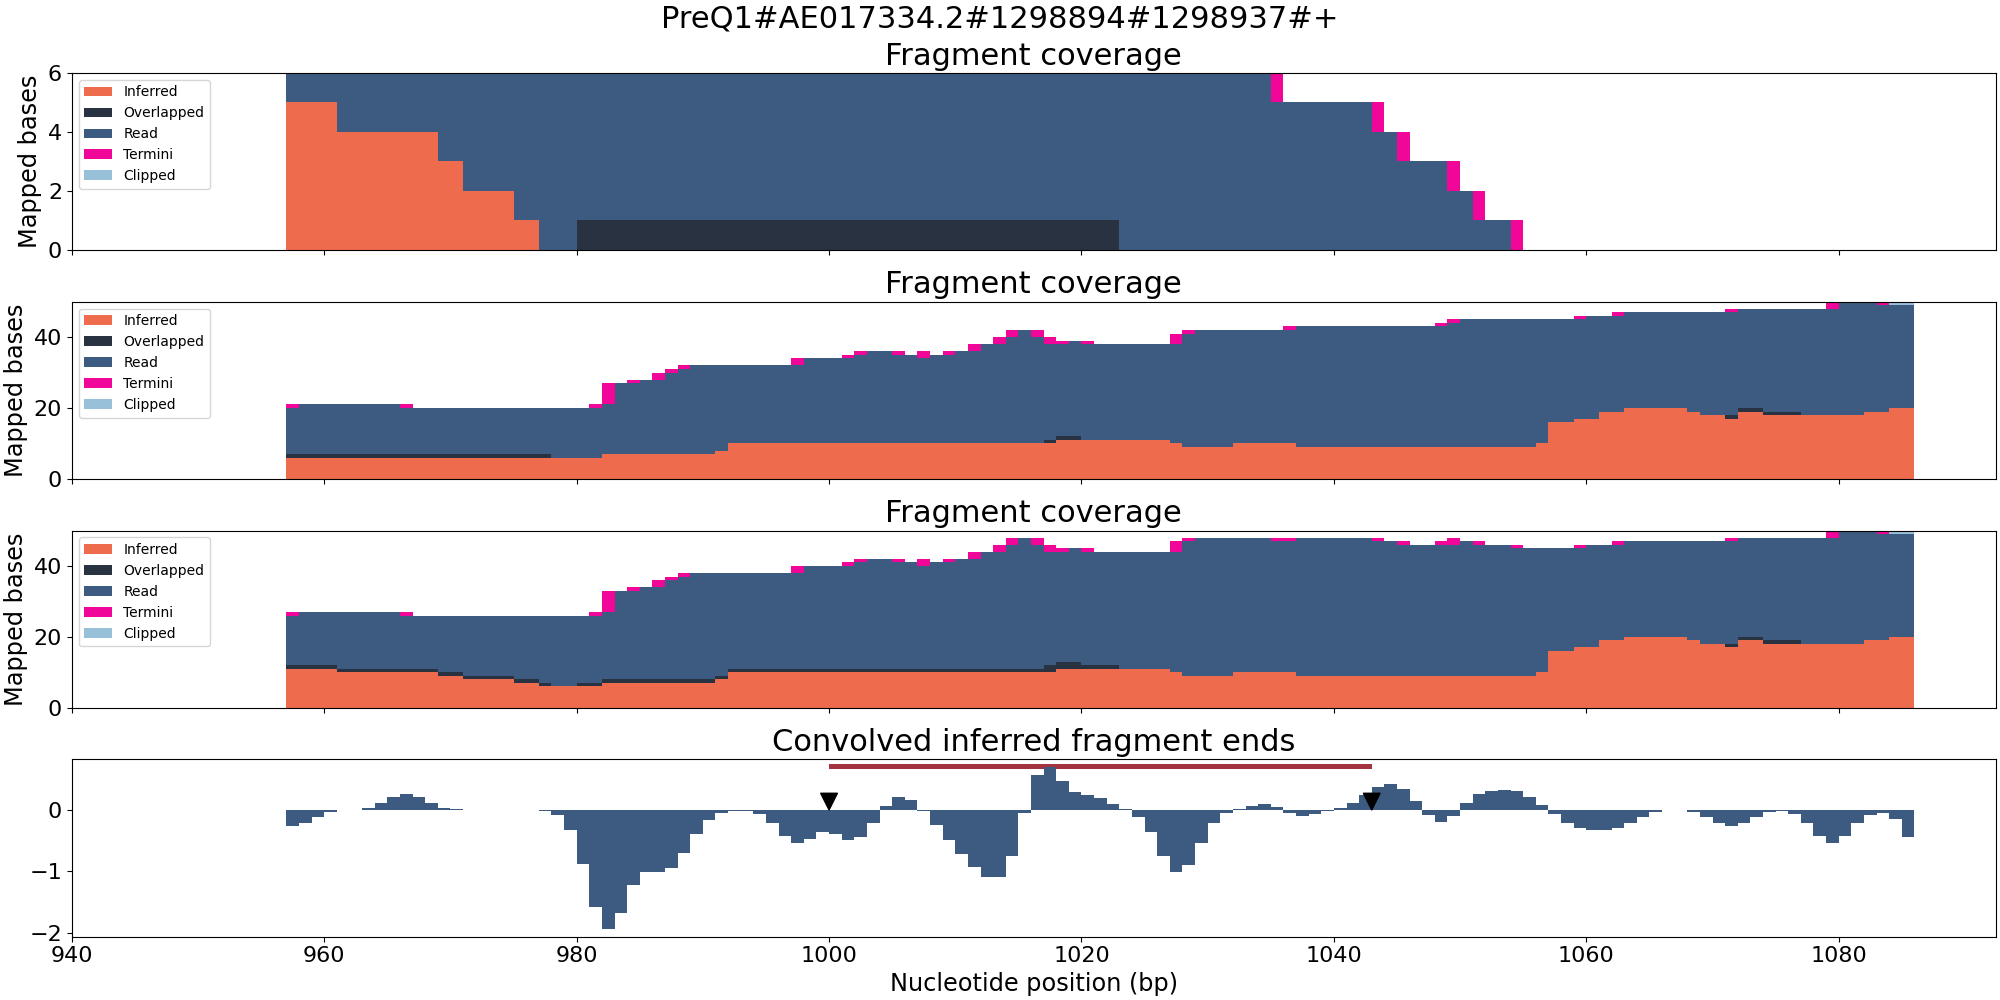 PreQ1#AE017334.2#1298894#1298937#+
Fragment coverage
Mapped bases
6
4
2
0
Inferred
Overlapped
Read
Termini
Clipped
Fragment coverage
Mapped bases
40
20
0
Inferred
Overlapped
Read
Termini
Clipped
Fragment coverage
Mapped bases
40
20
0
Inferred
Overlapped
Read
Termini
Clipped
Convolved inferred fragment ends
0
−1
−2
940 960 980 1000 1020 1040 1060 1080
Nucleotide position (bp)